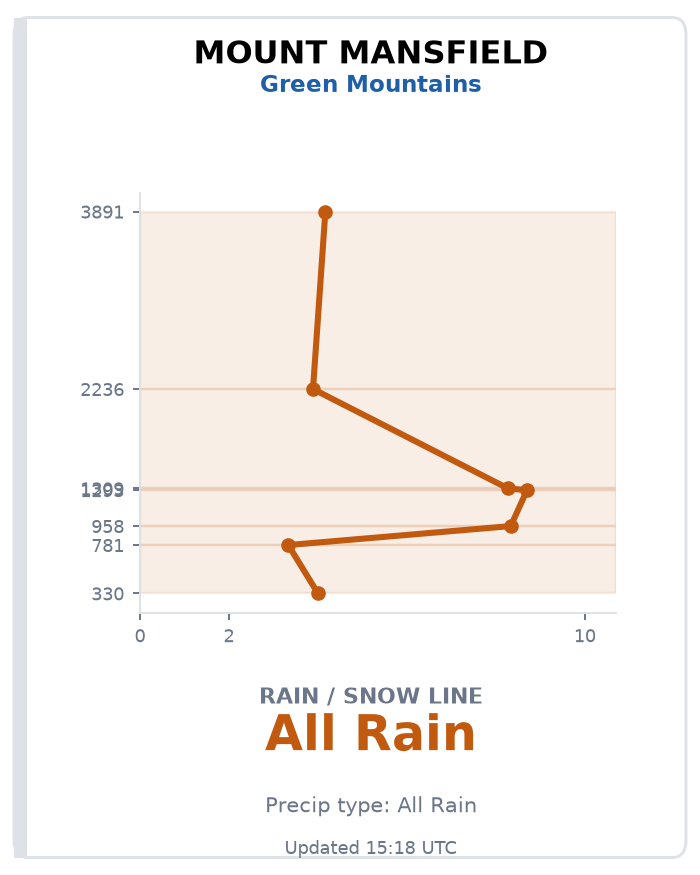 MOUNT MANSFIELD
Green Mountains
3891
2236
958
781
330
0 2 10
RAIN / SNOW LINE
All Rain
Precip type: All Rain
Updated 15:18 UTC